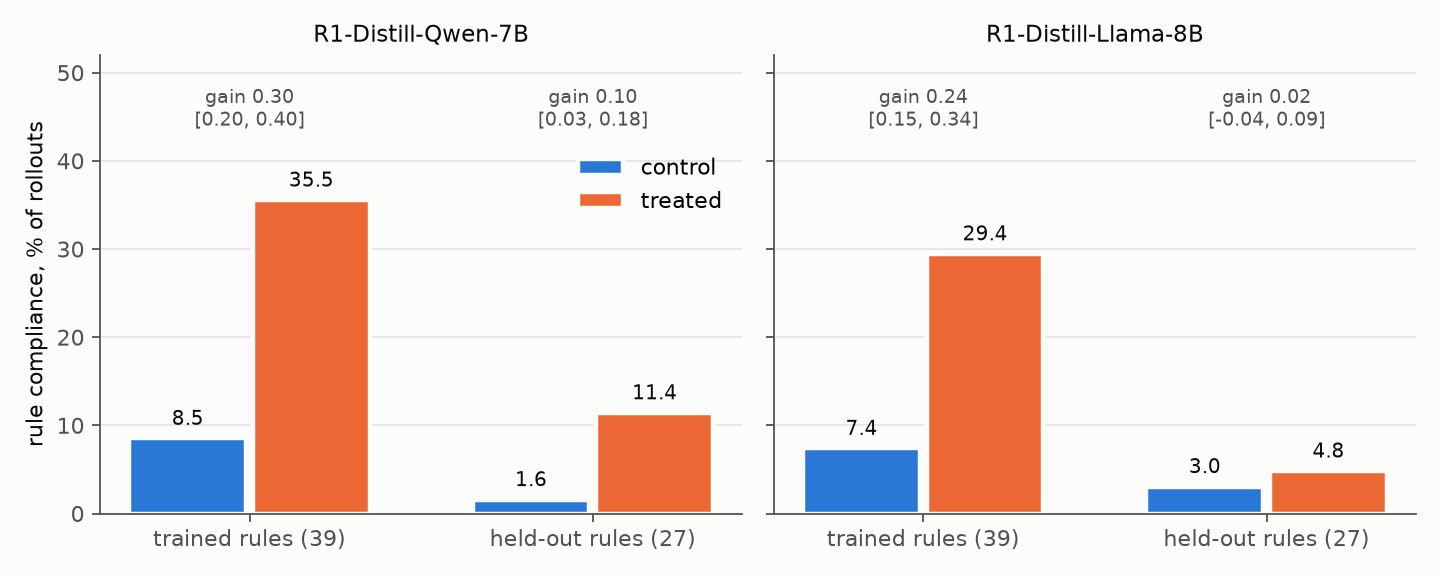 R1-Distill-Qwen-7B
rule compliance, % of rollouts
50
40
30
20
10
0
gain 0.30
[0.20, 0.40]
gain 0.10
[0.03, 0.18]
control
treated
8.5
35.5
1.6
11.4
trained rules (39)
held-out rules (27)
R1-Distill-Llama-8B
gain 0.24
[0.15, 0.34]
gain 0.02
[-0.04, 0.09]
7.4
29.4
3.0
4.8
trained rules (39)
held-out rules (27)